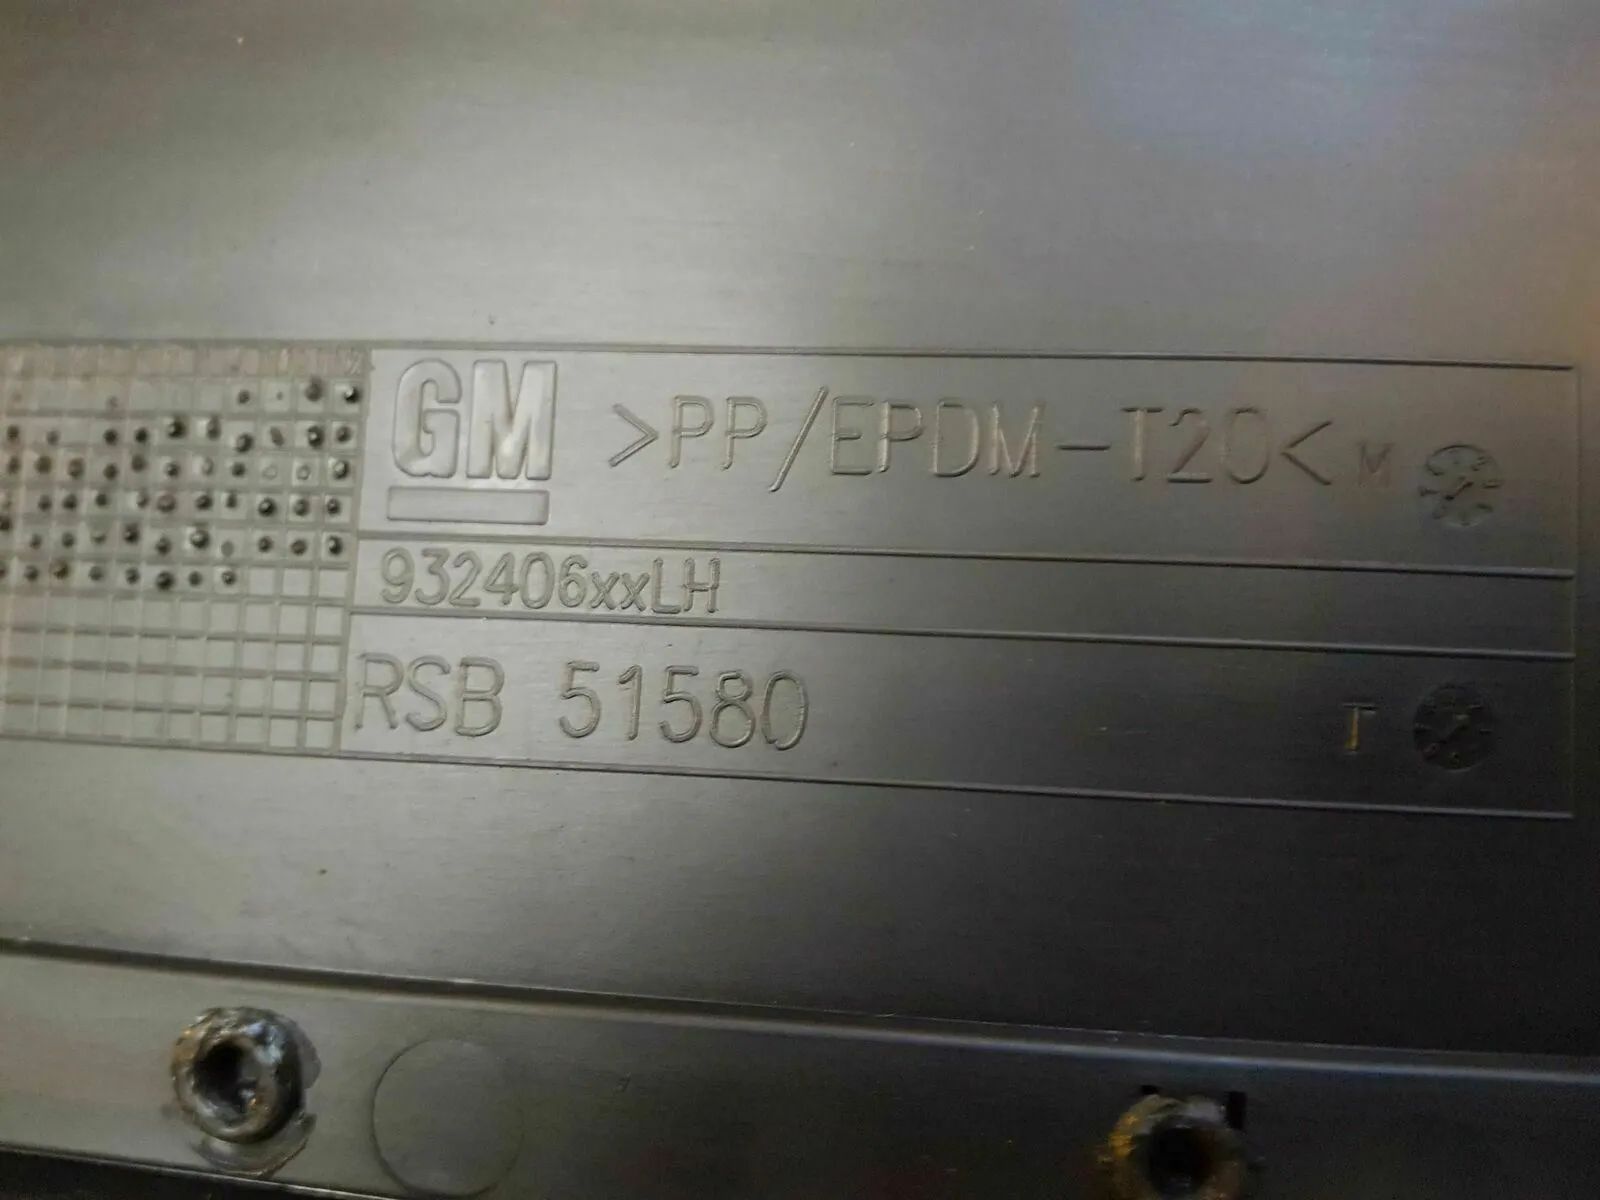 GM >PP/EPDM-T20< M
932406xxLH
RSB 51580
T